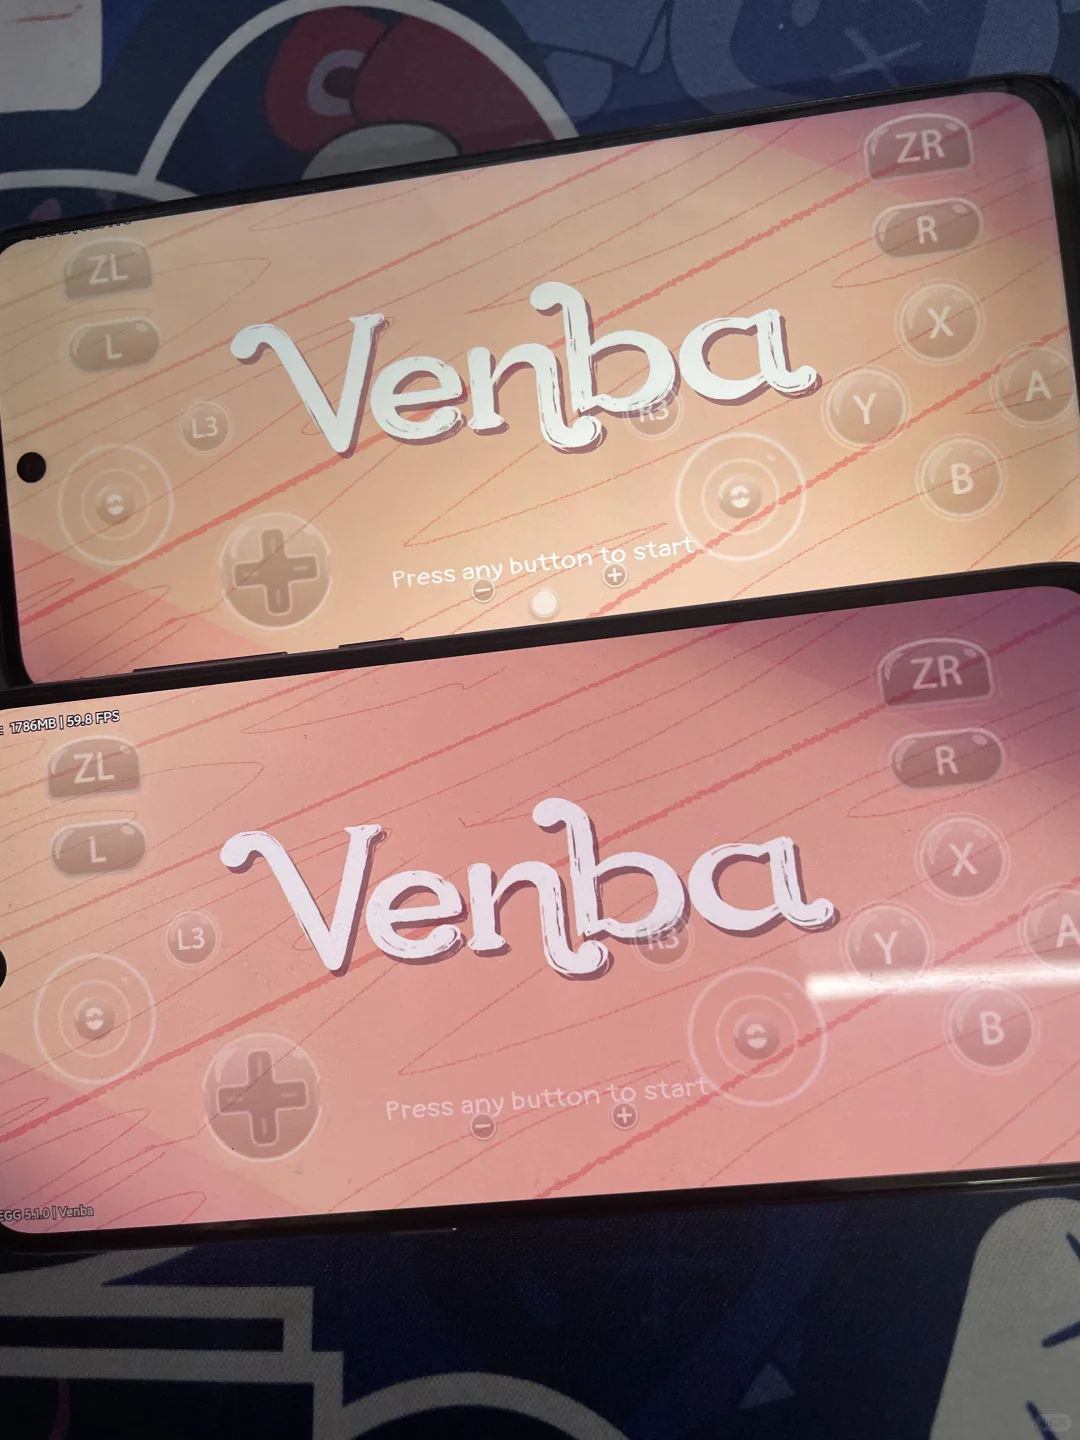 ZR
ZL
R
L
X
A
Venba
L3
R3
Y
B
Press any button to start
1786MB | 59.8 FPS
ZR
ZL
R
L
X
Venba
L3
R3
Y
A
B
Press any button to start
EGG 5.1.0 | Venba